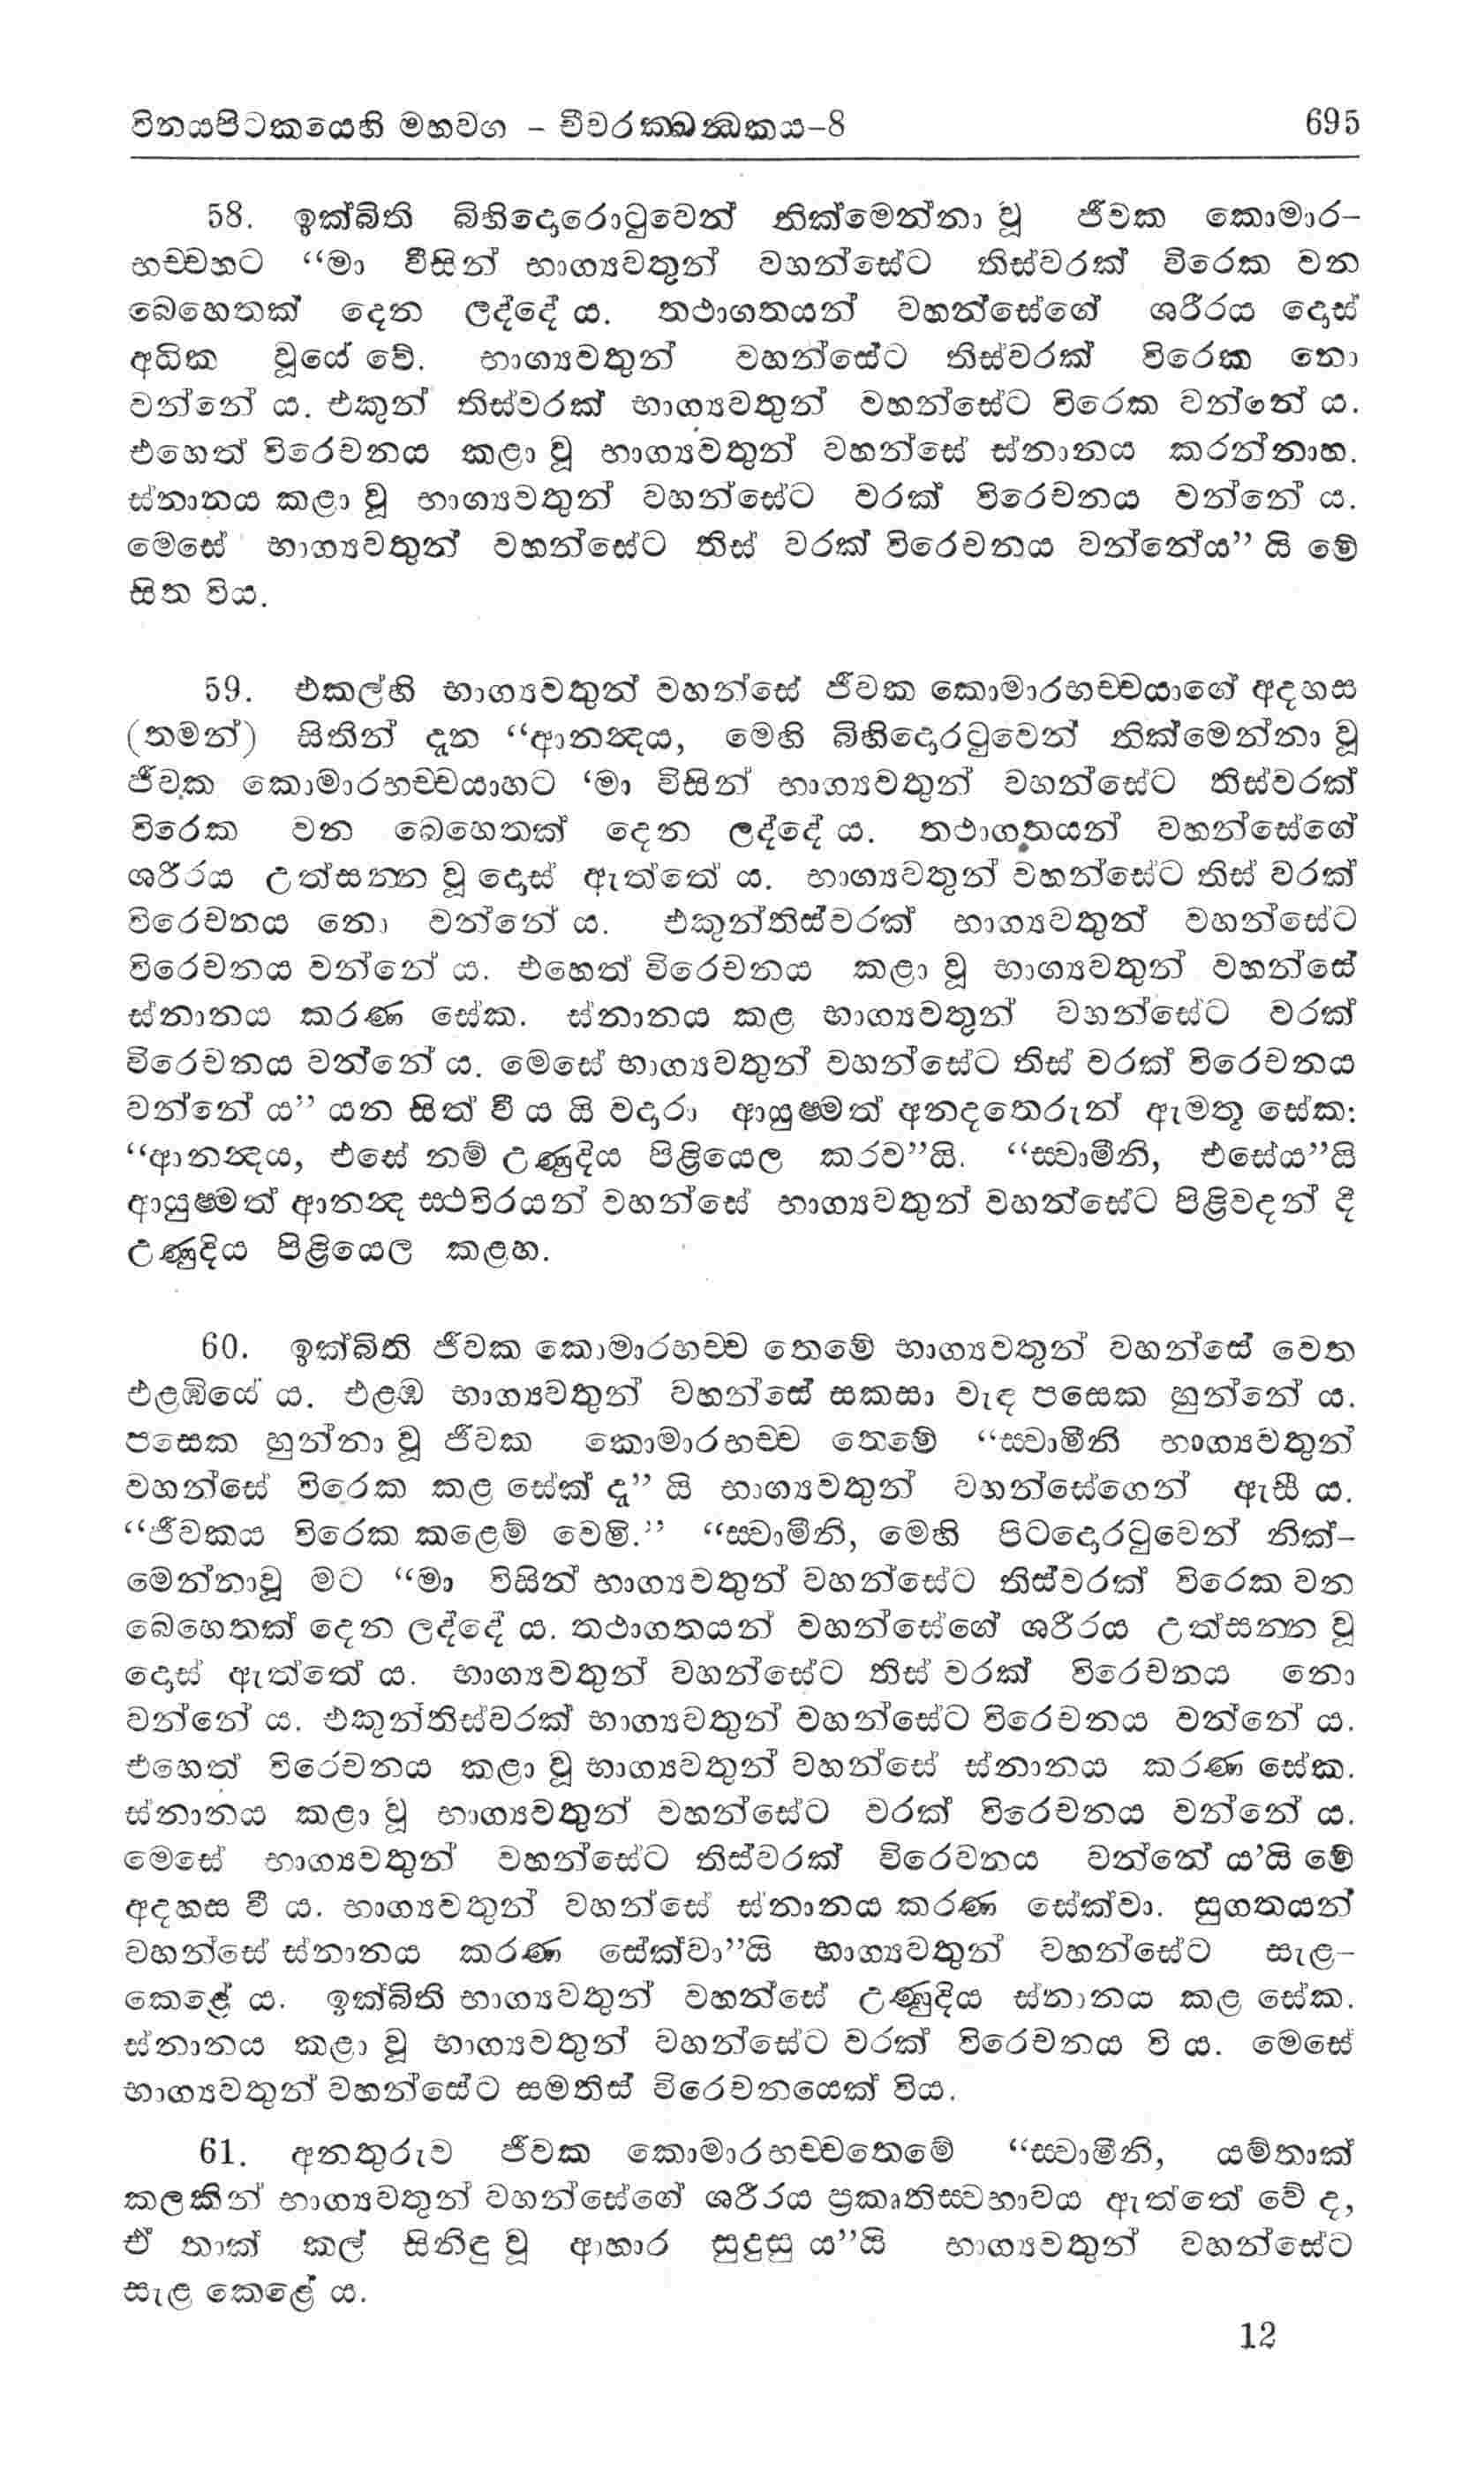 විනයපිටකයෙහි මහවග – චීවරක්ඛන්ධකය–8 695
58. ඉක්බිති බිහිදොරොටුවෙන් නික්මෙන්නා වූ ජීවක කොමාර–
භච්චහට “මා විසින් භාග්‍යවතුන් වහන්සේට තිස්වරක් විරෙක වන
බෙහෙතක් දෙන ලද්දේ ය. තථාගතයන් වහන්සේගේ ශරීරය දොස්
අධික වූයේ වේ. භාග්‍යවතුන් වහන්සේට තිස්වරක් විරෙක නො
වන්නේ ය. එකුන් තිස්වරක් භාග්‍යවතුන් වහන්සේට විරෙක වන්නේ ය.
එහෙත් විරෙචනය කළා වූ භාග්‍යවතුන් වහන්සේ ස්නානය කරන්නාහ.
ස්නානය කළා වූ භාග්‍යවතුන් වහන්සේට වරක් විරෙචනය වන්නේ ය.
මෙසේ භාග්‍යවතුන් වහන්සේට තිස් වරක් විරෙචනය වන්නේය” යි මේ
සිත විය.
59. එකල්හි භාග්‍යවතුන් වහන්සේ ජීවක කොමාරභච්චයාගේ අදහස
(තමන්) සිතින් දැන “ආනන්‍දය, මෙහි බිහිදොරටුවෙන් නික්මෙන්නා වූ
ජීවක කොමාරභච්චයාහට ‘මා විසින් භාග්‍යවතුන් වහන්සේට තිස්වරක්
විරෙක වන බෙහෙතක් දෙන ලද්දේ ය. තථාගතයන් වහන්සේගේ
ශරීරය උත්සන්න වූ දොස් ඇත්තේ ය. භාග්‍යවතුන් වහන්සේට තිස් වරක්
විරෙචනය නො වන්නේ ය. එකුන්තිස්වරක් භාග්‍යවතුන් වහන්සේට
විරෙචනය වන්නේ ය. එහෙත් විරෙචනය කළා වූ භාග්‍යවතුන් වහන්සේ
ස්නානය කරණ සේක. ස්නානය කළ භාග්‍යවතුන් වහන්සේට වරක්
විරෙචනය වන්නේ ය. මෙසේ භාග්‍යවතුන් වහන්සේට තිස් වරක් විරෙචනය
වන්නේ ය” යන සිත් වී ය යි වදාරා ආයුෂ්මත් අනදතෙරුන් ඇමතූ සේක:
“ආනන්‍දය, එසේ නම් උණුදිය පිළියෙල කරව”යි. “ස්වාමීනි, එසේය”යි
ආයුෂ්මත් ආනන්‍ද ස්ථවිරයන් වහන්සේ භාග්‍යවතුන් වහන්සේට පිළිවදන් දී
උණුදිය පිළියෙල කළහ.
60. ඉක්බිති ජීවක කොමාරභච්ච තෙමේ භාග්‍යවතුන් වහන්සේ වෙත
එළඹියේ ය. එළඹ භාග්‍යවතුන් වහන්සේ සකසා වැඳ පසෙක හුන්නේ ය.
පසෙක හුන්නා වූ ජීවක කොමාරභච්ච තෙමේ “ස්වාමීනි භාග්‍යවතුන්
වහන්සේ විරෙක කළ සේක් දැ” යි භාග්‍යවතුන් වහන්සේගෙන් ඇසී ය.
“ජීවකය විරෙක කළෙම් වෙමි.” “ස්වාමීනි, මෙහි පිටදොරටුවෙන් නික්–
මෙන්නාවූ මට “මා විසින් භාග්‍යවතුන් වහන්සේට තිස්වරක් විරෙක වන
බෙහෙතක් දෙන ලද්දේ ය. තථාගතයන් වහන්සේගේ ශරීරය උත්සන්න වූ
දොස් ඇත්තේ ය. භාග්‍යවතුන් වහන්සේට තිස් වරක් විරෙචනය නො
වන්නේ ය. එකුන්තිස්වරක් භාග්‍යවතුන් වහන්සේට විරෙචනය වන්නේ ය.
එහෙත් විරෙචනය කළා වූ භාග්‍යවතුන් වහන්සේ ස්නානය කරණ සේක.
ස්නානය කළා වූ භාග්‍යවතුන් වහන්සේට වරක් විරෙචනය වන්නේ ය.
මෙසේ භාග්‍යවතුන් වහන්සේට තිස්වරක් විරෙචනය වන්නේ ය’යි මේ
අදහස වී ය. භාග්‍යවතුන් වහන්සේ ස්නානය කරණ සේක්වා. සුගතයන්
වහන්සේ ස්නානය කරණ සේක්වා”යි භාග්‍යවතුන් වහන්සේට සැළ–
කෙළේ ය. ඉක්බිති භාග්‍යවතුන් වහන්සේ උණුදිය ස්නානය කළ සේක.
ස්නානය කළා වූ භාග්‍යවතුන් වහන්සේට වරක් විරෙචනය වි ය. මෙසේ
භාග්‍යවතුන් වහන්සේට සමතිස් විරෙචනයෙක් විය.
61. අනතුරුව ජීවක කොමාරභච්චතෙමේ “ස්වාමීනි, යම්තාක්
කලකින් භාග්‍යවතුන් වහන්සේගේ ශරීරය ප්‍රකෘතිස්වභාවය ඇත්තේ වේ ද,
ඒ තාක් කල් සිනිඳු වූ ආහාර සුදුසු ය”යි භාග්‍යවතුන් වහන්සේට
සැළ කෙළේ ය.
12